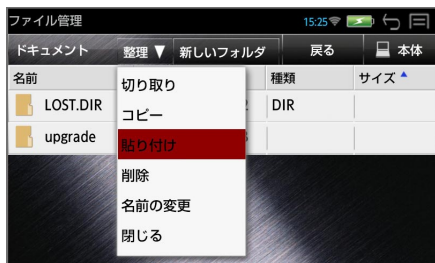 ファイル管理 15:25
ドキュメント 整理 ▼ 新しいフォルダ 戻る 本体
名前 種類 サイズ
切り取り
LOST.DIR 2 DIR
コピー
upgrade
貼り付け
削除
名前の変更
閉じる